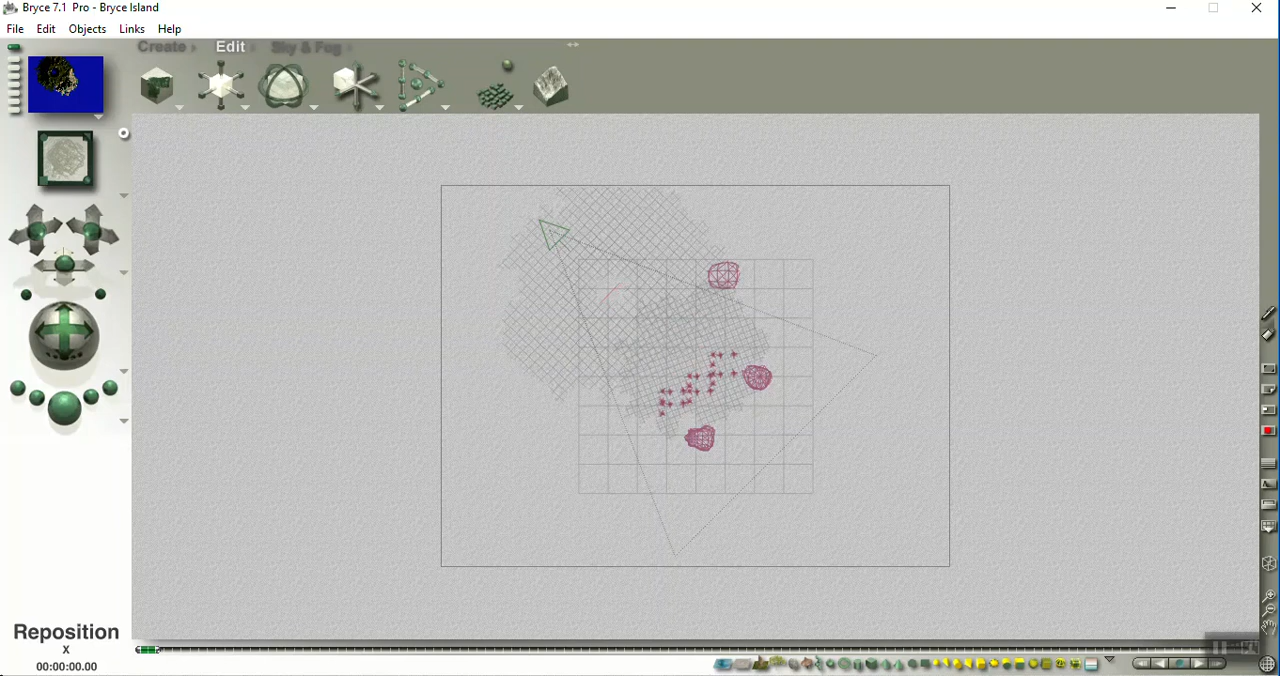 Bryce 7.1 Pro - Bryce Island
File Edit Objects Links Help
Create Edit Sky & Fog
Reposition
X
00:00:00.00